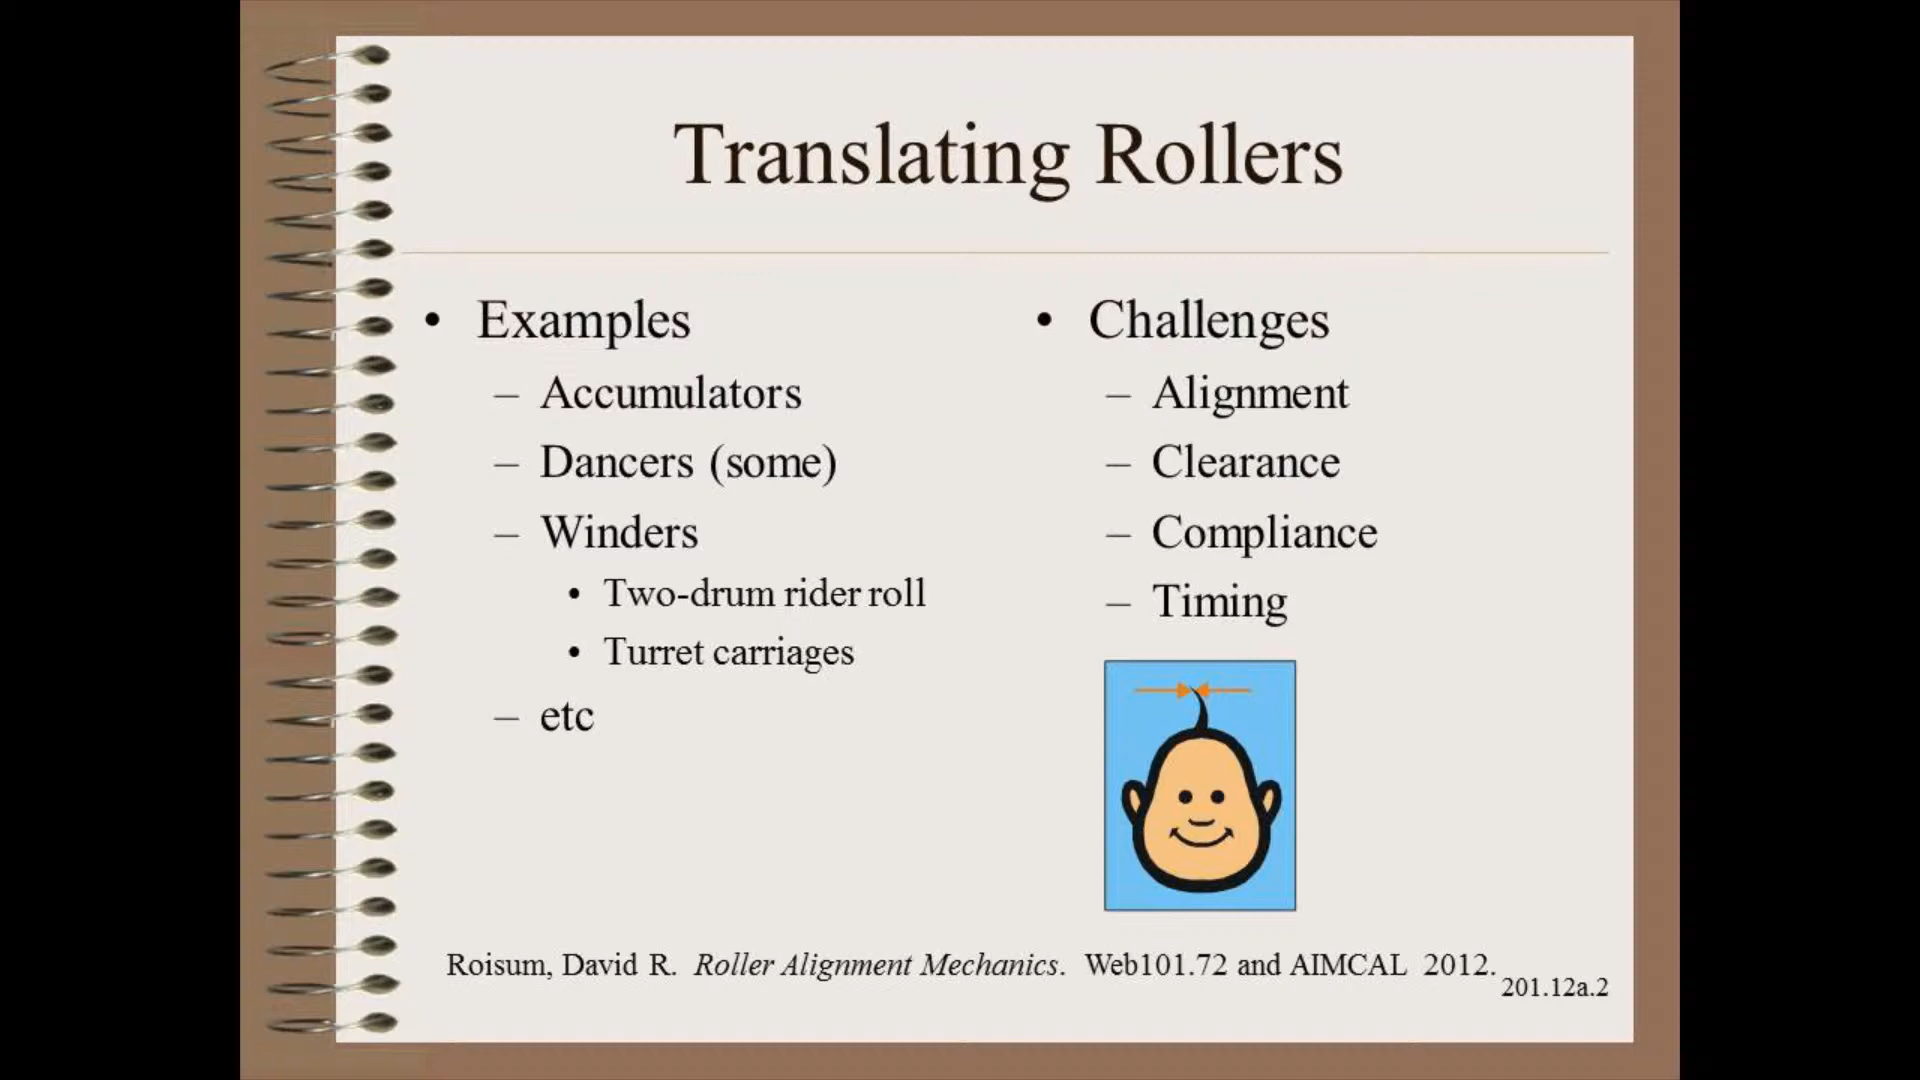 Translating Rollers
• Examples
– Accumulators
– Dancers (some)
– Winders
• Two-drum rider roll
• Turret carriages
– etc
• Challenges
– Alignment
– Clearance
– Compliance
– Timing
Roisum, David R. Roller Alignment Mechanics. Web101.72 and AIMCAL 2012.
201.12a.2